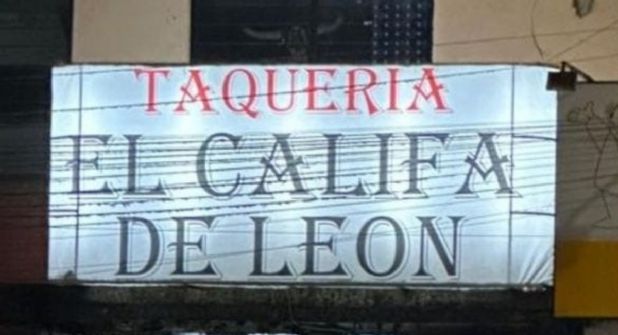 TAQUERIA
EL CALIFA
DE LEON